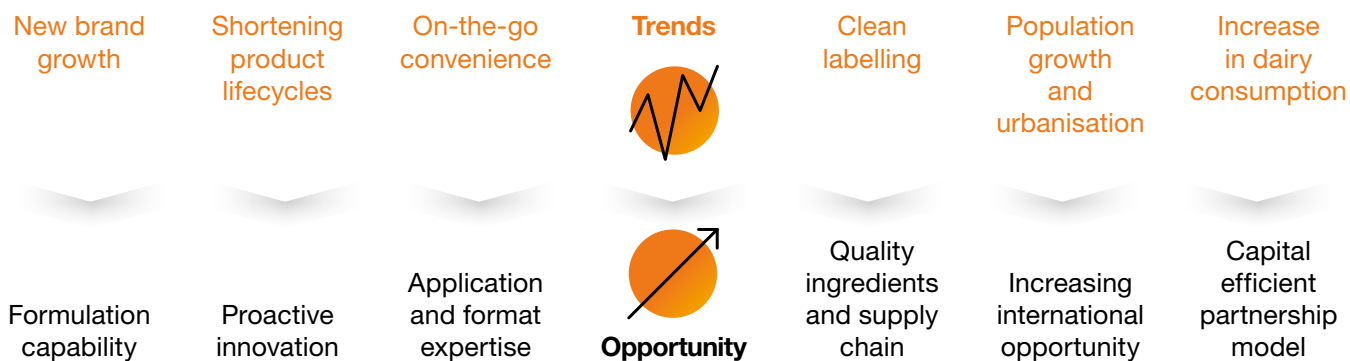 New brand
growth
Shortening
product
lifecycles
On-the-go
convenience
Trends
Clean
labelling
Population
growth
and
urbanisation
Increase
in dairy
consumption
Formulation
capability
Proactive
innovation
Application
and format
expertise
Opportunity
Quality
ingredients
and supply
chain
Increasing
international
opportunity
Capital
efficient
partnership
model